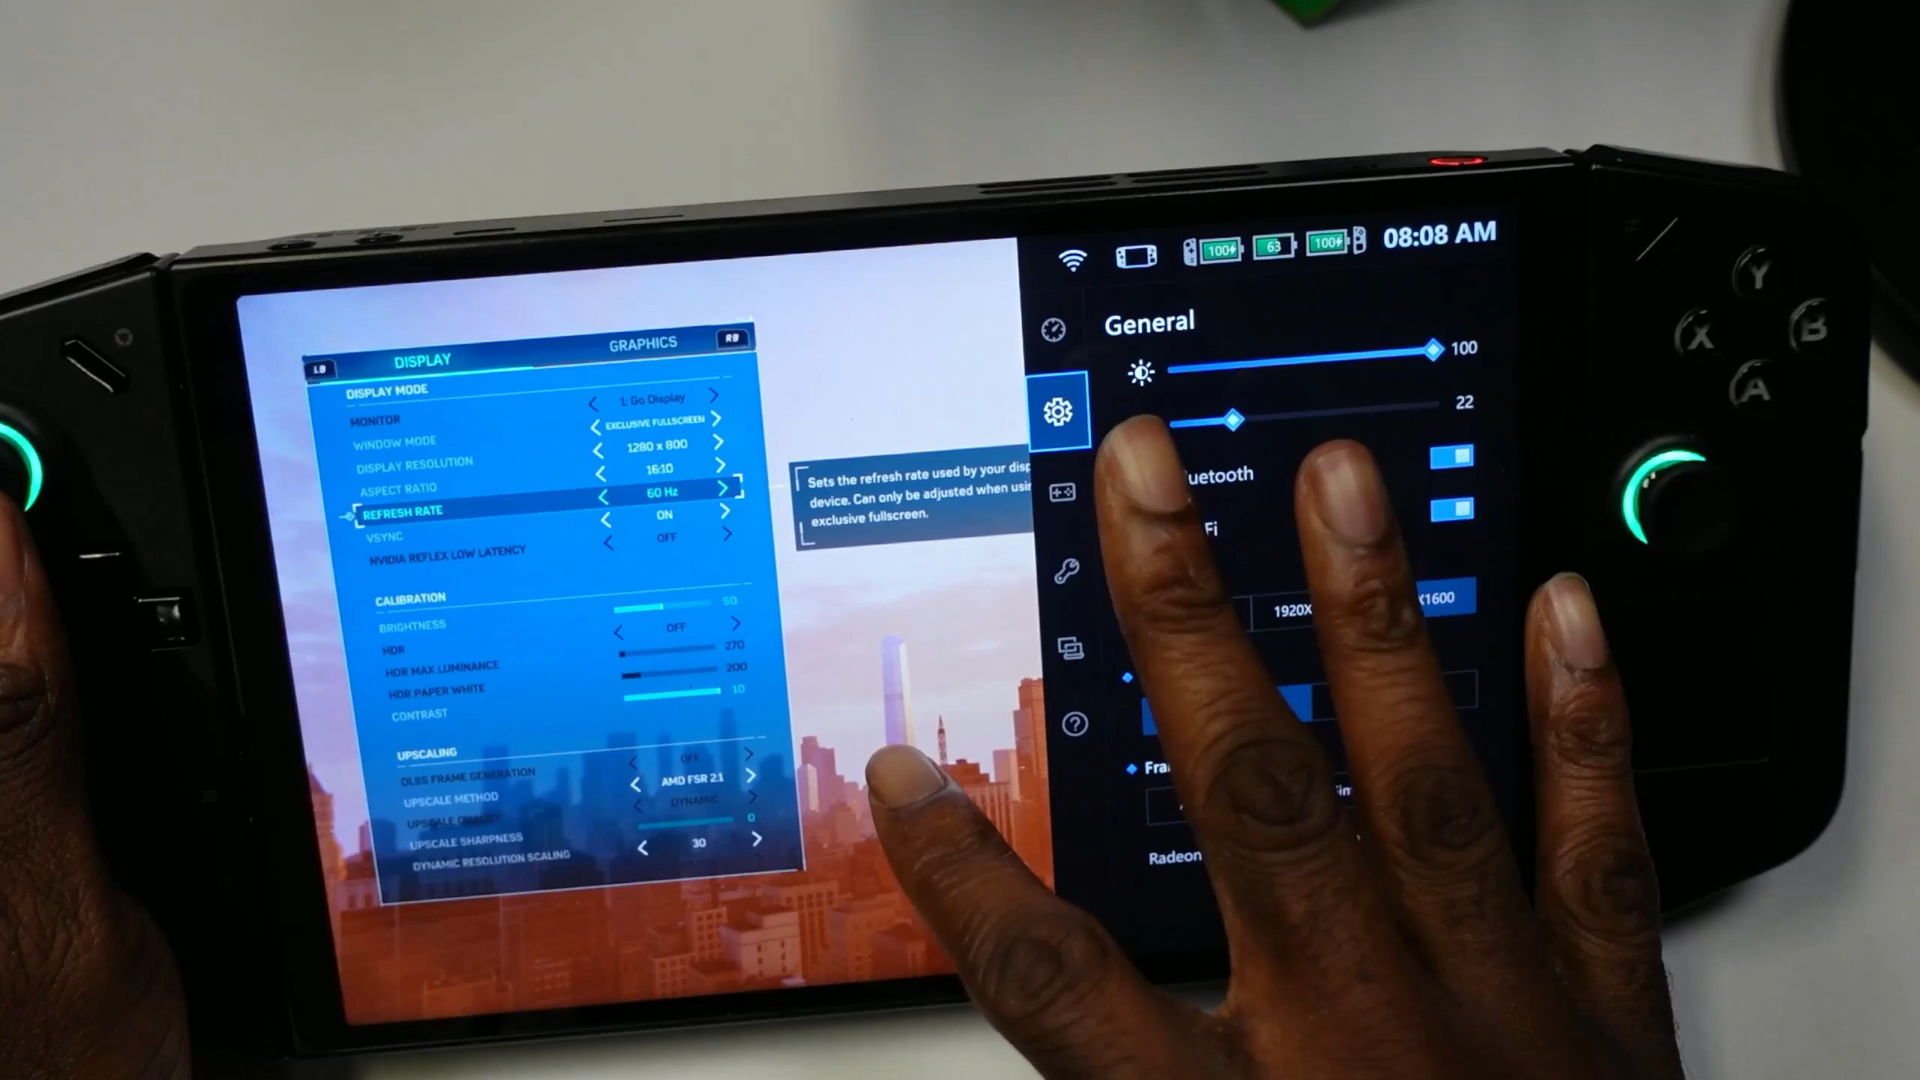 08:08 AM
100
63
100
LB
DISPLAY
GRAPHICS
RB
DISPLAY MODE
MONITOR
1: Go Display
WINDOW MODE
EXCLUSIVE FULLSCREEN
DISPLAY RESOLUTION
1280 x 800
ASPECT RATIO
16:10
REFRESH RATE
60 Hz
VSYNC
ON
NVIDIA REFLEX LOW LATENCY
OFF
CALIBRATION
BRIGHTNESS
50
HDR
OFF
HDR MAX LUMINANCE
270
HDR PAPER WHITE
200
CONTRAST
10
UPSCALING
DLSS FRAME GENERATION
OFF
UPSCALE METHOD
AMD FSR 2.1
UPSCALE QUALITY
DYNAMIC
UPSCALE SHARPNESS
0
DYNAMIC RESOLUTION SCALING
30
Sets the refresh rate used by your disp
device. Can only be adjusted when usin
exclusive fullscreen.
General
100
22
uetooth
Fi
1920X
X1600
Fra
Radeon
Y
X
B
A